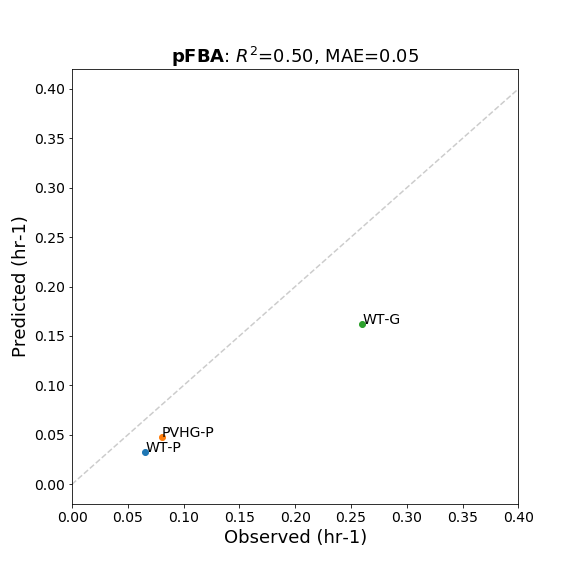 pFBA: R²=0.50, MAE=0.05
Predicted (hr-1)
0.40
0.35
0.30
0.25
0.20
0.15
0.10
0.05
0.00
WT-G
PVHG-P
WT-P
0.00 0.05 0.10 0.15 0.20 0.25 0.30 0.35 0.40
Observed (hr-1)